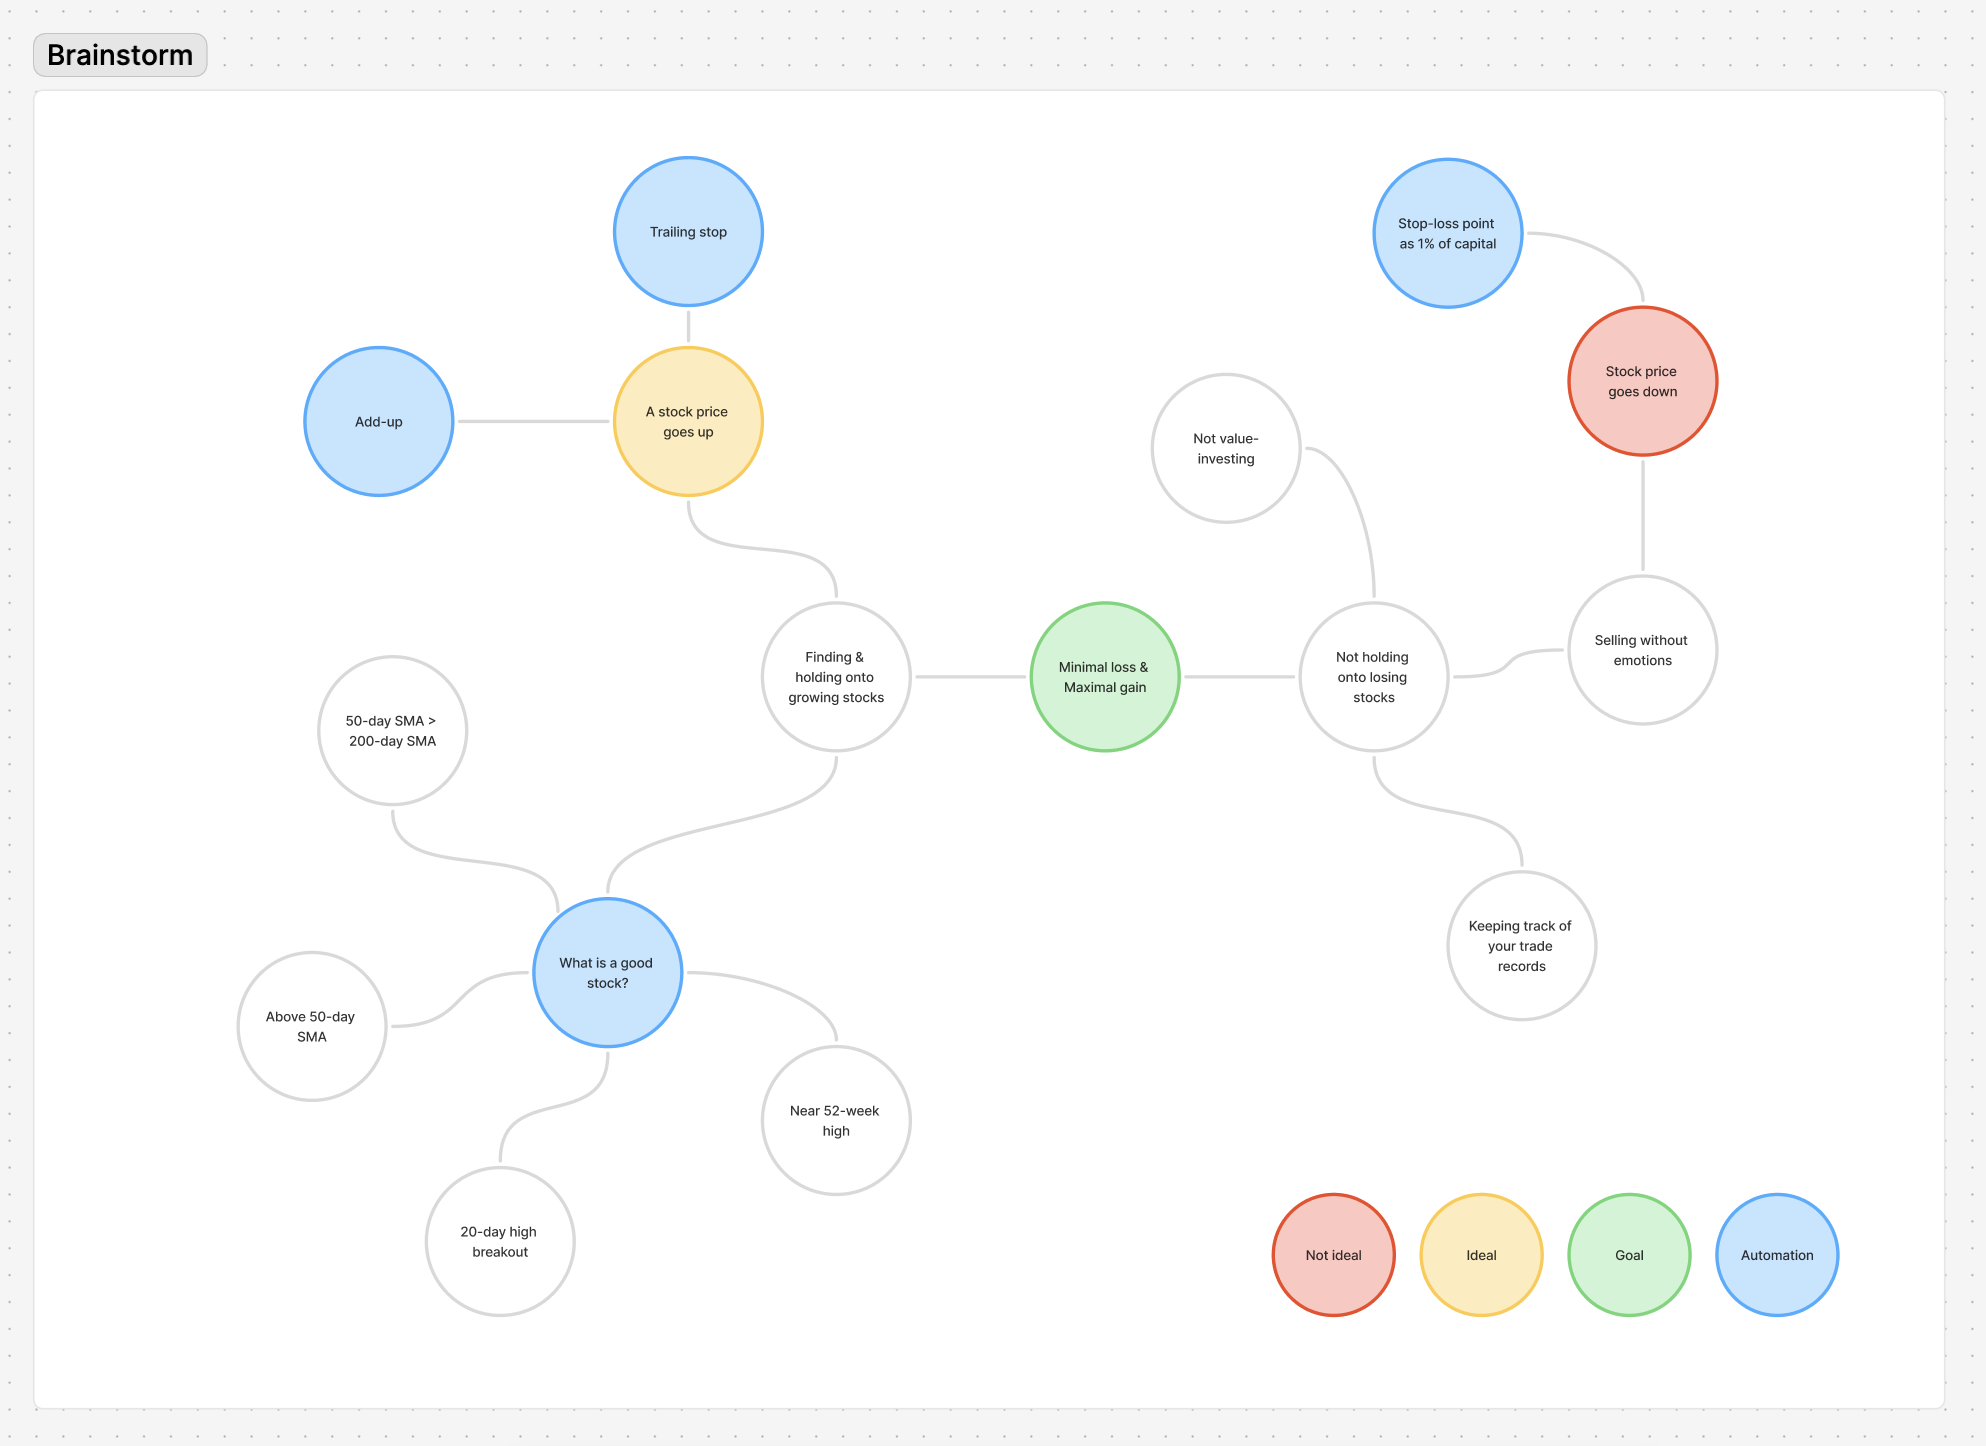 Brainstorm
Trailing stop
Stop-loss point
as 1% of capital
Add-up
A stock price
goes up
Stock price
goes down
Not value-
investing
Finding &
holding onto
growing stocks
Minimal loss &
Maximal gain
Not holding
onto losing
stocks
Selling without
emotions
50-day SMA >
200-day SMA
What is a good
stock?
Keeping track of
your trade
records
Above 50-day
SMA
Near 52-week
high
20-day high
breakout
Not ideal
Ideal
Goal
Automation